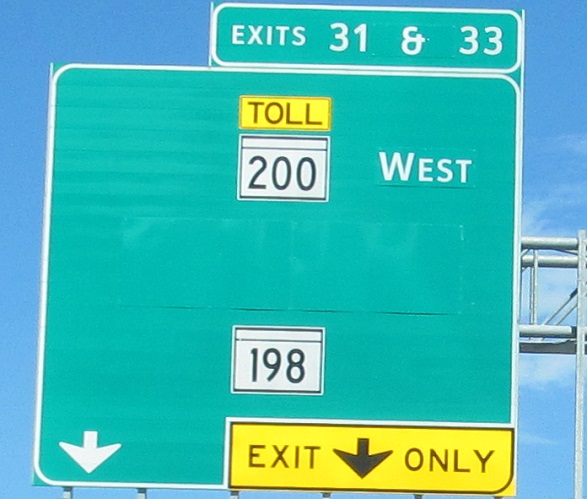 EXITS 31 & 33
TOLL
200 WEST
198
EXIT ONLY